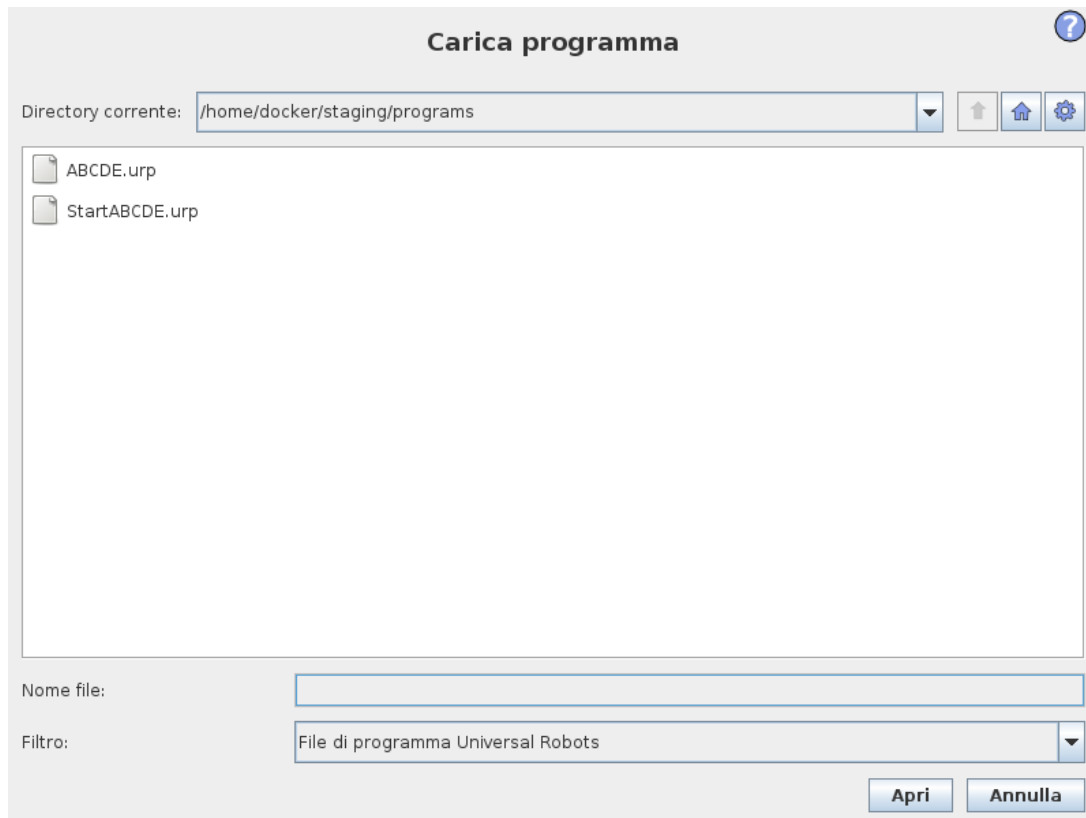 Carica programma
?
Directory corrente: /home/docker/staging/programs
ABCDE.urp
StartABCDE.urp
Nome file:
Filtro: File di programma Universal Robots
Apri Annulla